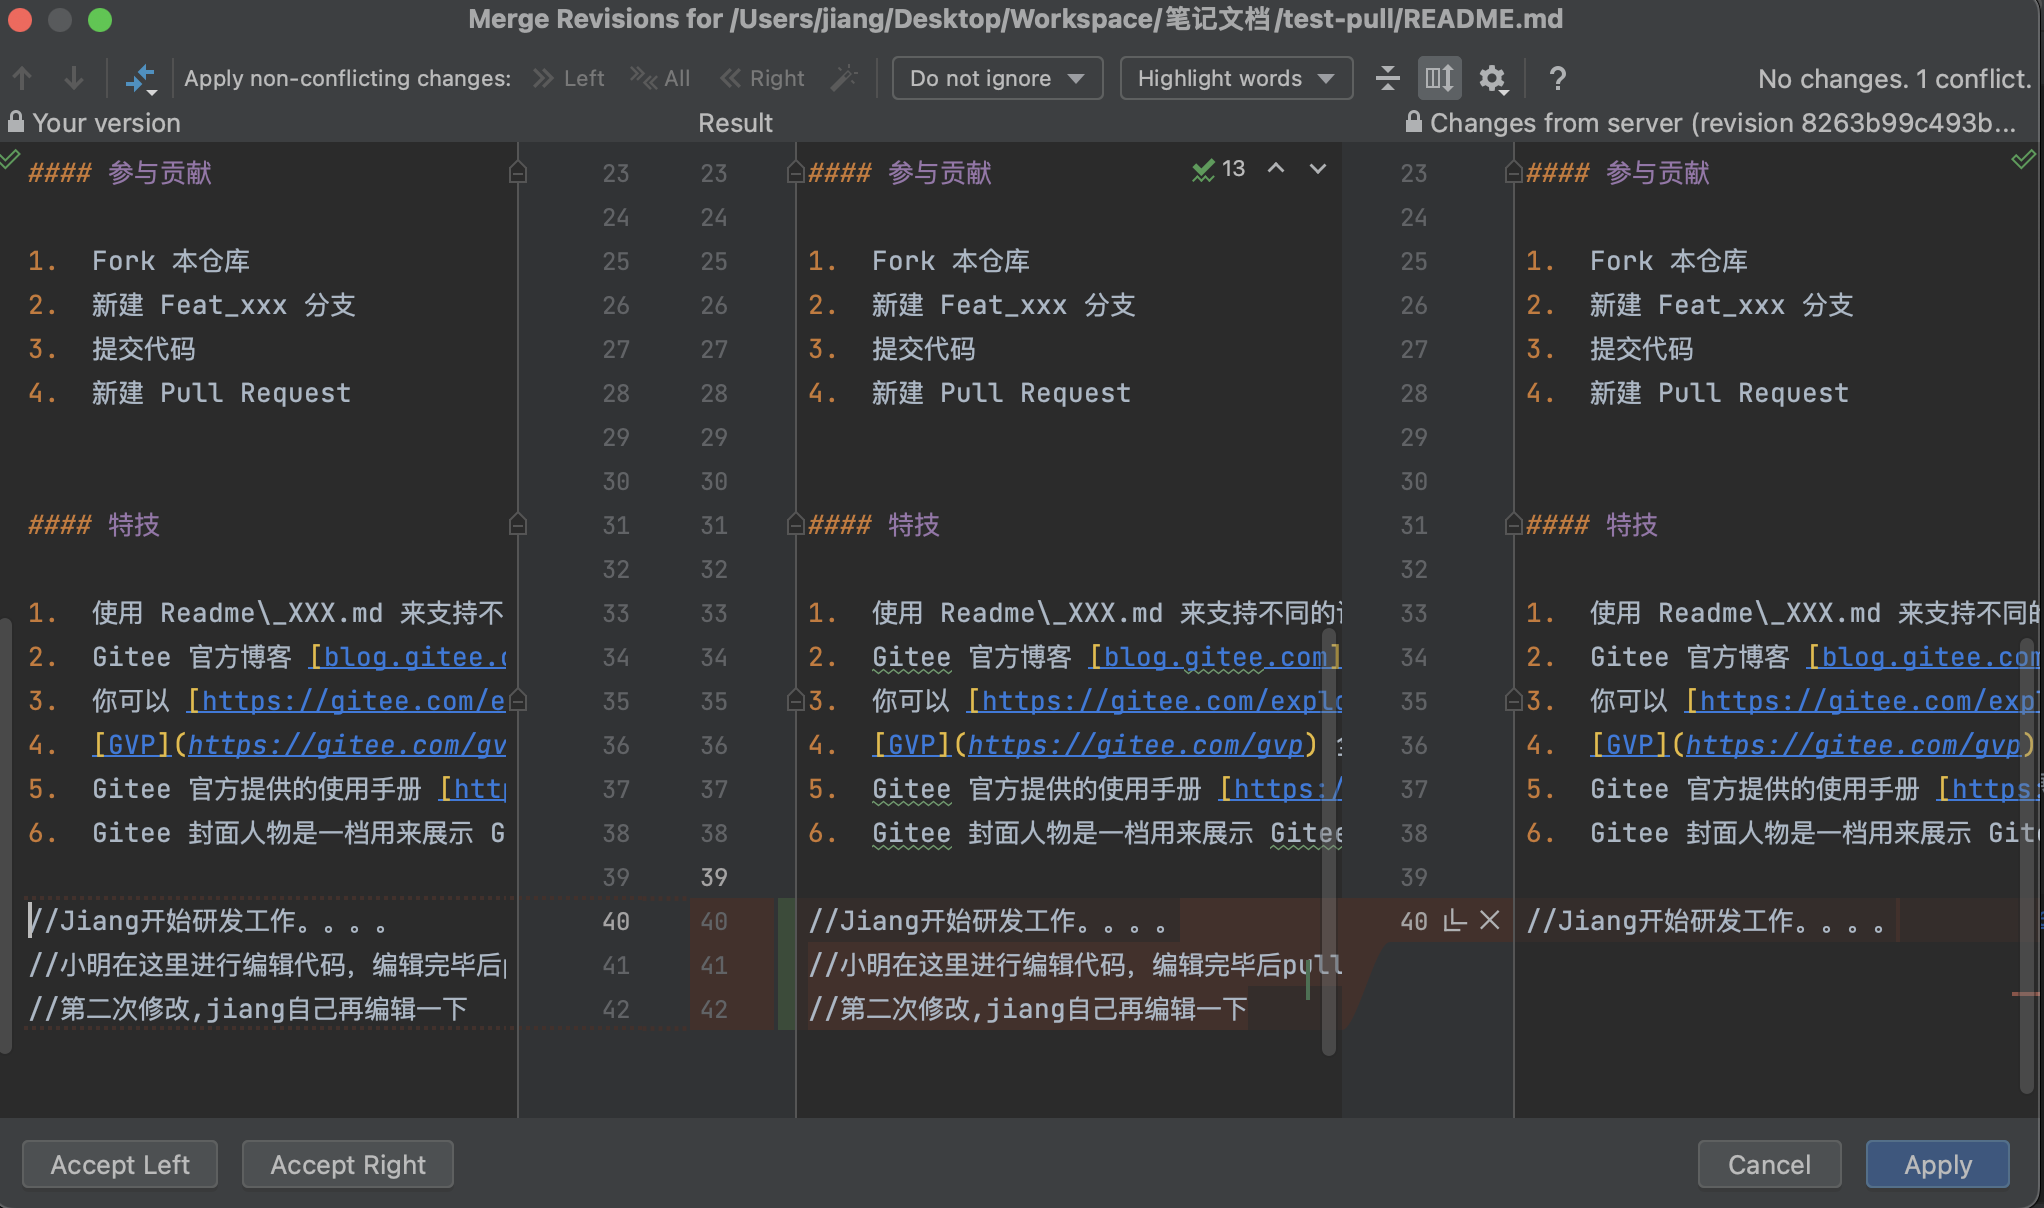 Merge Revisions for /Users/jiang/Desktop/Workspace/笔记文档/test-pull/README.md
Apply non-conflicting changes: Left All Right Do not ignore Highlight words ? No changes. 1 conflict.
Your version
#### 参与贡献
1. Fork 本仓库
2. 新建 Feat_xxx 分支
3. 提交代码
4. 新建 Pull Request
#### 特技
1. 使用 Readme\_XXX.md 来支持不
2. Gitee 官方博客 [blog.gitee.
3. 你可以 [https://gitee.com/e
4. [GVP](https://gitee.com/gv
5. Gitee 官方提供的使用手册 [http
6. Gitee 封面人物是一档用来展示 G
//Jiang开始研发工作。。。。
//小明在这里进行编辑代码，编辑完毕后
//第二次修改,jiang自己再编辑一下
23
24
25
26
27
28
29
30
31
32
33
34
35
36
37
38
39
40
41
42
Result
23
24
25
26
27
28
29
30
31
32
33
34
35
36
37
38
39
40
41
42
13
#### 参与贡献
1. Fork 本仓库
2. 新建 Feat_xxx 分支
3. 提交代码
4. 新建 Pull Request
#### 特技
1. 使用 Readme\_XXX.md 来支持不同的
2. Gitee 官方博客 [blog.gitee.com]
3. 你可以 [https://gitee.com/explo
4. [GVP](https://gitee.com/gvp)
5. Gitee 官方提供的使用手册 [https:/
6. Gitee 封面人物是一档用来展示 Gitee
//Jiang开始研发工作。。。。
//小明在这里进行编辑代码，编辑完毕后pull
//第二次修改,jiang自己再编辑一下
Changes from server (revision 8263b99c493b...
23
24
25
26
27
28
29
30
31
32
33
34
35
36
37
38
39
40
#### 参与贡献
1. Fork 本仓库
2. 新建 Feat_xxx 分支
3. 提交代码
4. 新建 Pull Request
#### 特技
1. 使用 Readme\_XXX.md 来支持不同的
2. Gitee 官方博客 [blog.gitee.com
3. 你可以 [https://gitee.com/exp
4. [GVP](https://gitee.com/gvp)
5. Gitee 官方提供的使用手册 [https:
6. Gitee 封面人物是一档用来展示 Gite
//Jiang开始研发工作。。。。
Accept Left
Accept Right
Cancel
Apply